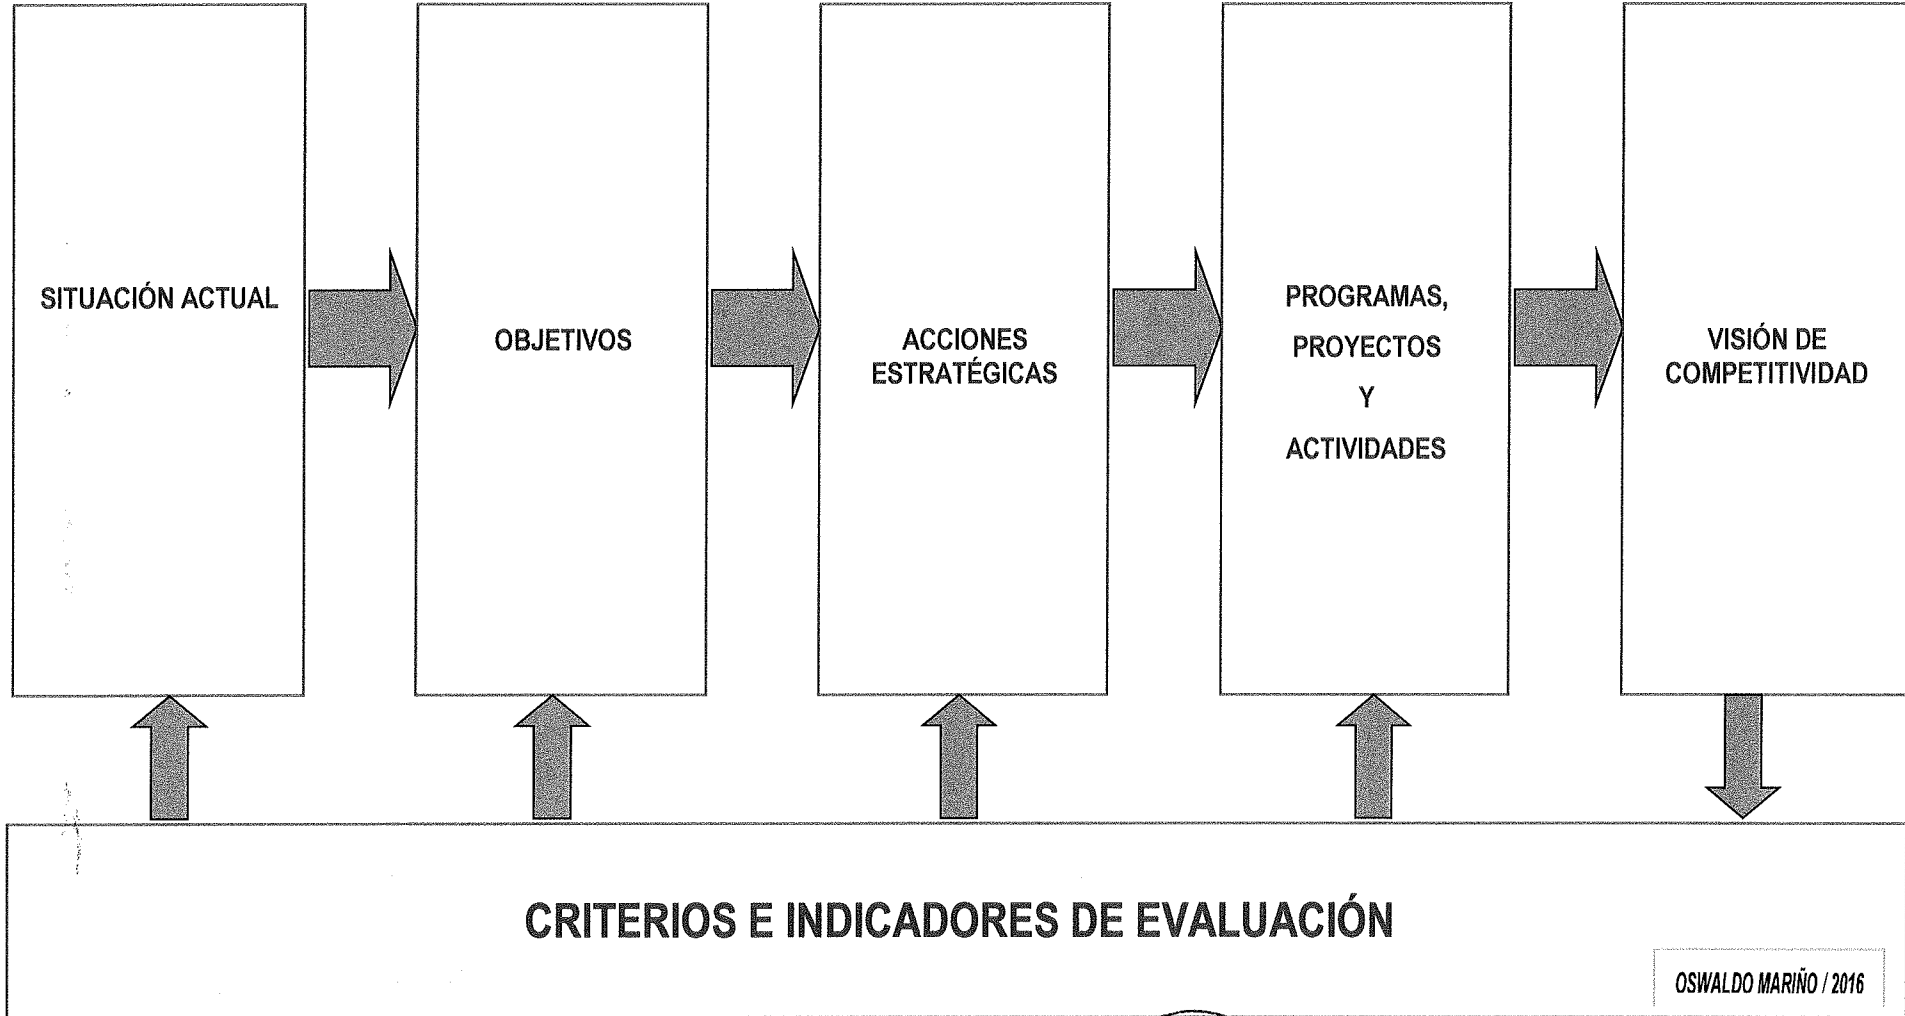 SITUACIÓN ACTUAL
OBJETIVOS
ACCIONES
ESTRATÉGICAS
PROGRAMAS,
PROYECTOS
Y
ACTIVIDADES
VISIÓN DE
COMPETITIVIDAD
CRITERIOS E INDICADORES DE EVALUACIÓN
OSWALDO MARIÑO / 2016